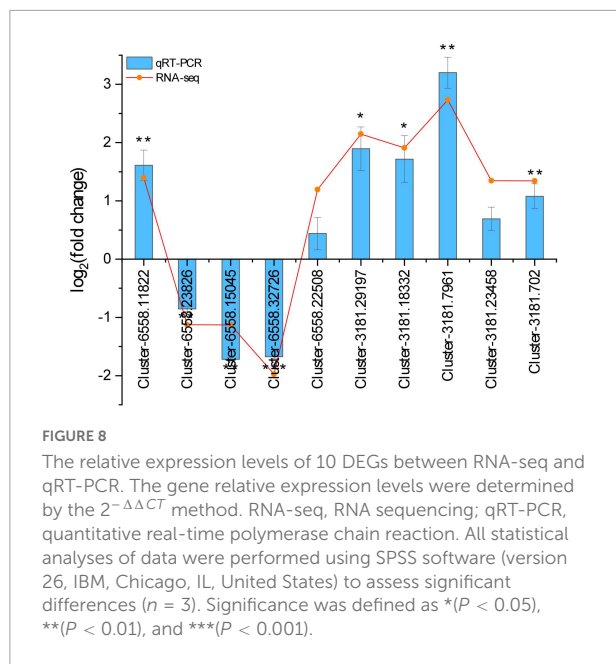 qRT-PCR
RNA-seq
log2(fold change)
3
2
1
0
-1
-2
**
**
**
***
*
*
**
**
Cluster-6558.11822
Cluster-6558.23826
Cluster-6558.15045
Cluster-6558.32726
Cluster-6558.22508
Cluster-3181.29197
Cluster-3181.18332
Cluster-3181.7961
Cluster-3181.23458
Cluster-3181.702
FIGURE 8
The relative expression levels of 10 DEGs between RNA-seq and
qRT-PCR. The gene relative expression levels were determined
by the 2−ΔΔCT method. RNA-seq, RNA sequencing; qRT-PCR,
quantitative real-time polymerase chain reaction. All statistical
analyses of data were performed using SPSS software (version
26, IBM, Chicago, IL, United States) to assess significant
differences (n = 3). Significance was defined as *(P < 0.05),
**(P < 0.01), and ***(P < 0.001).